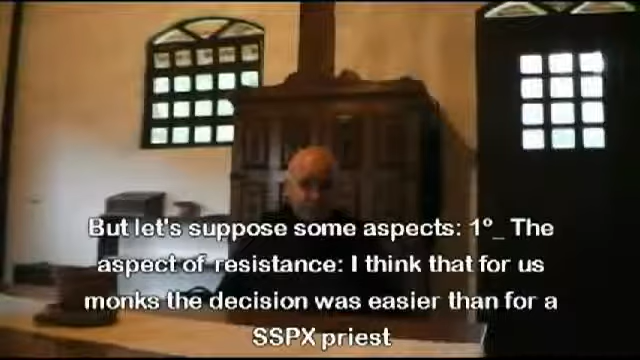 But let's suppose some aspects: 1º_ The
aspect of resistance: I think that for us
monks the decision was easier than for a
SSPX priest